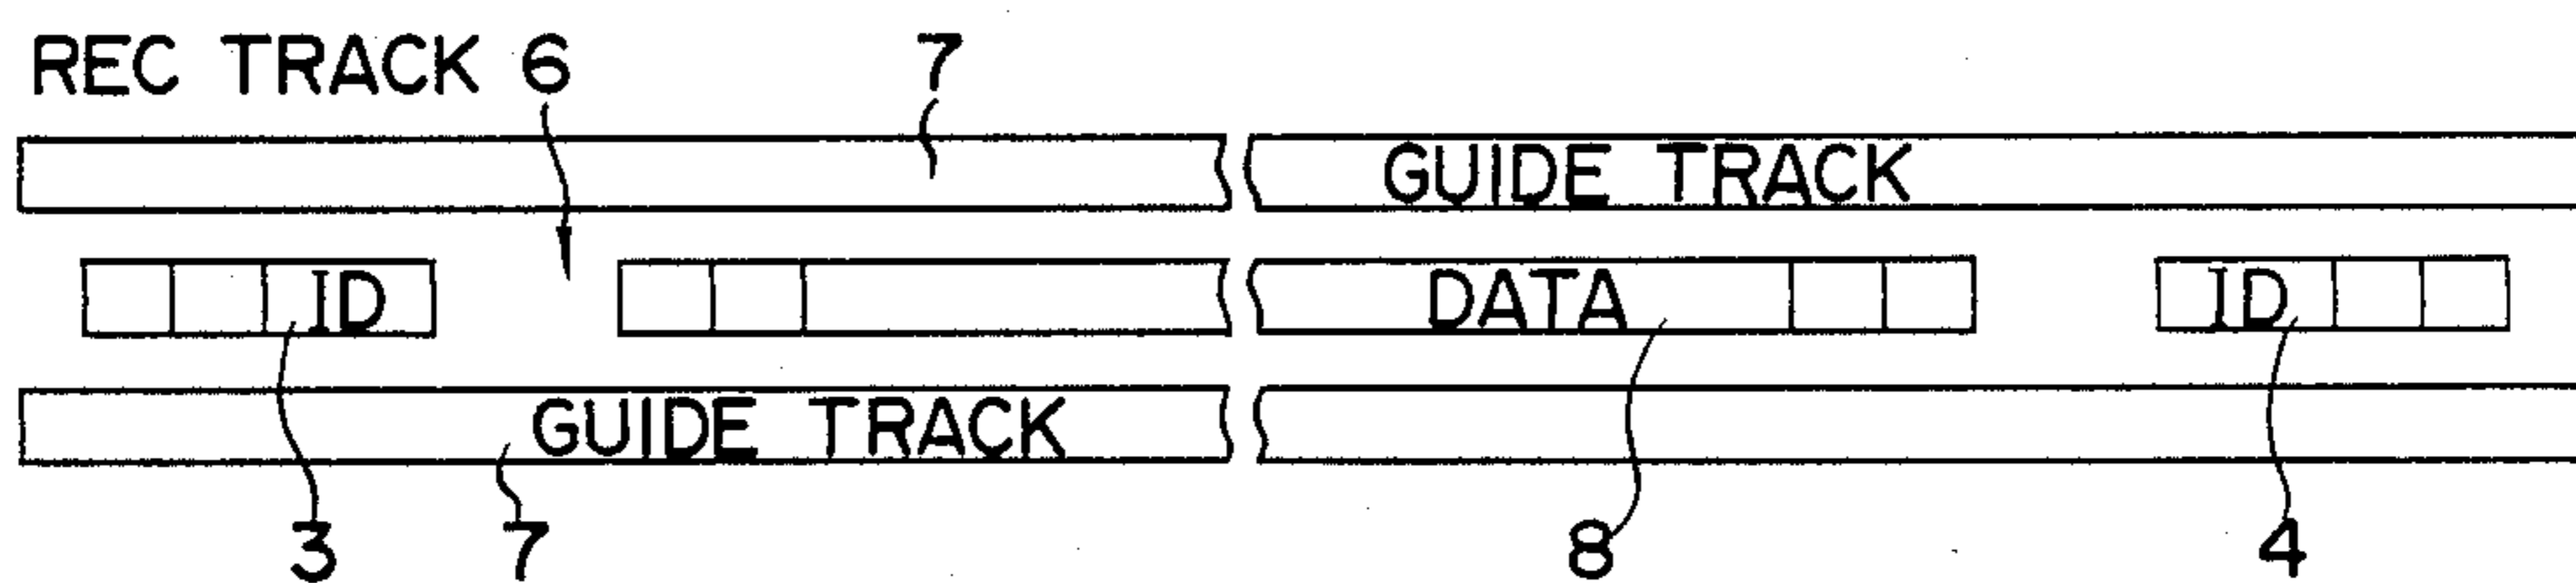 REC TRACK 6 7
GUIDE TRACK
ID DATA ID
GUIDE TRACK
3 7 8 4